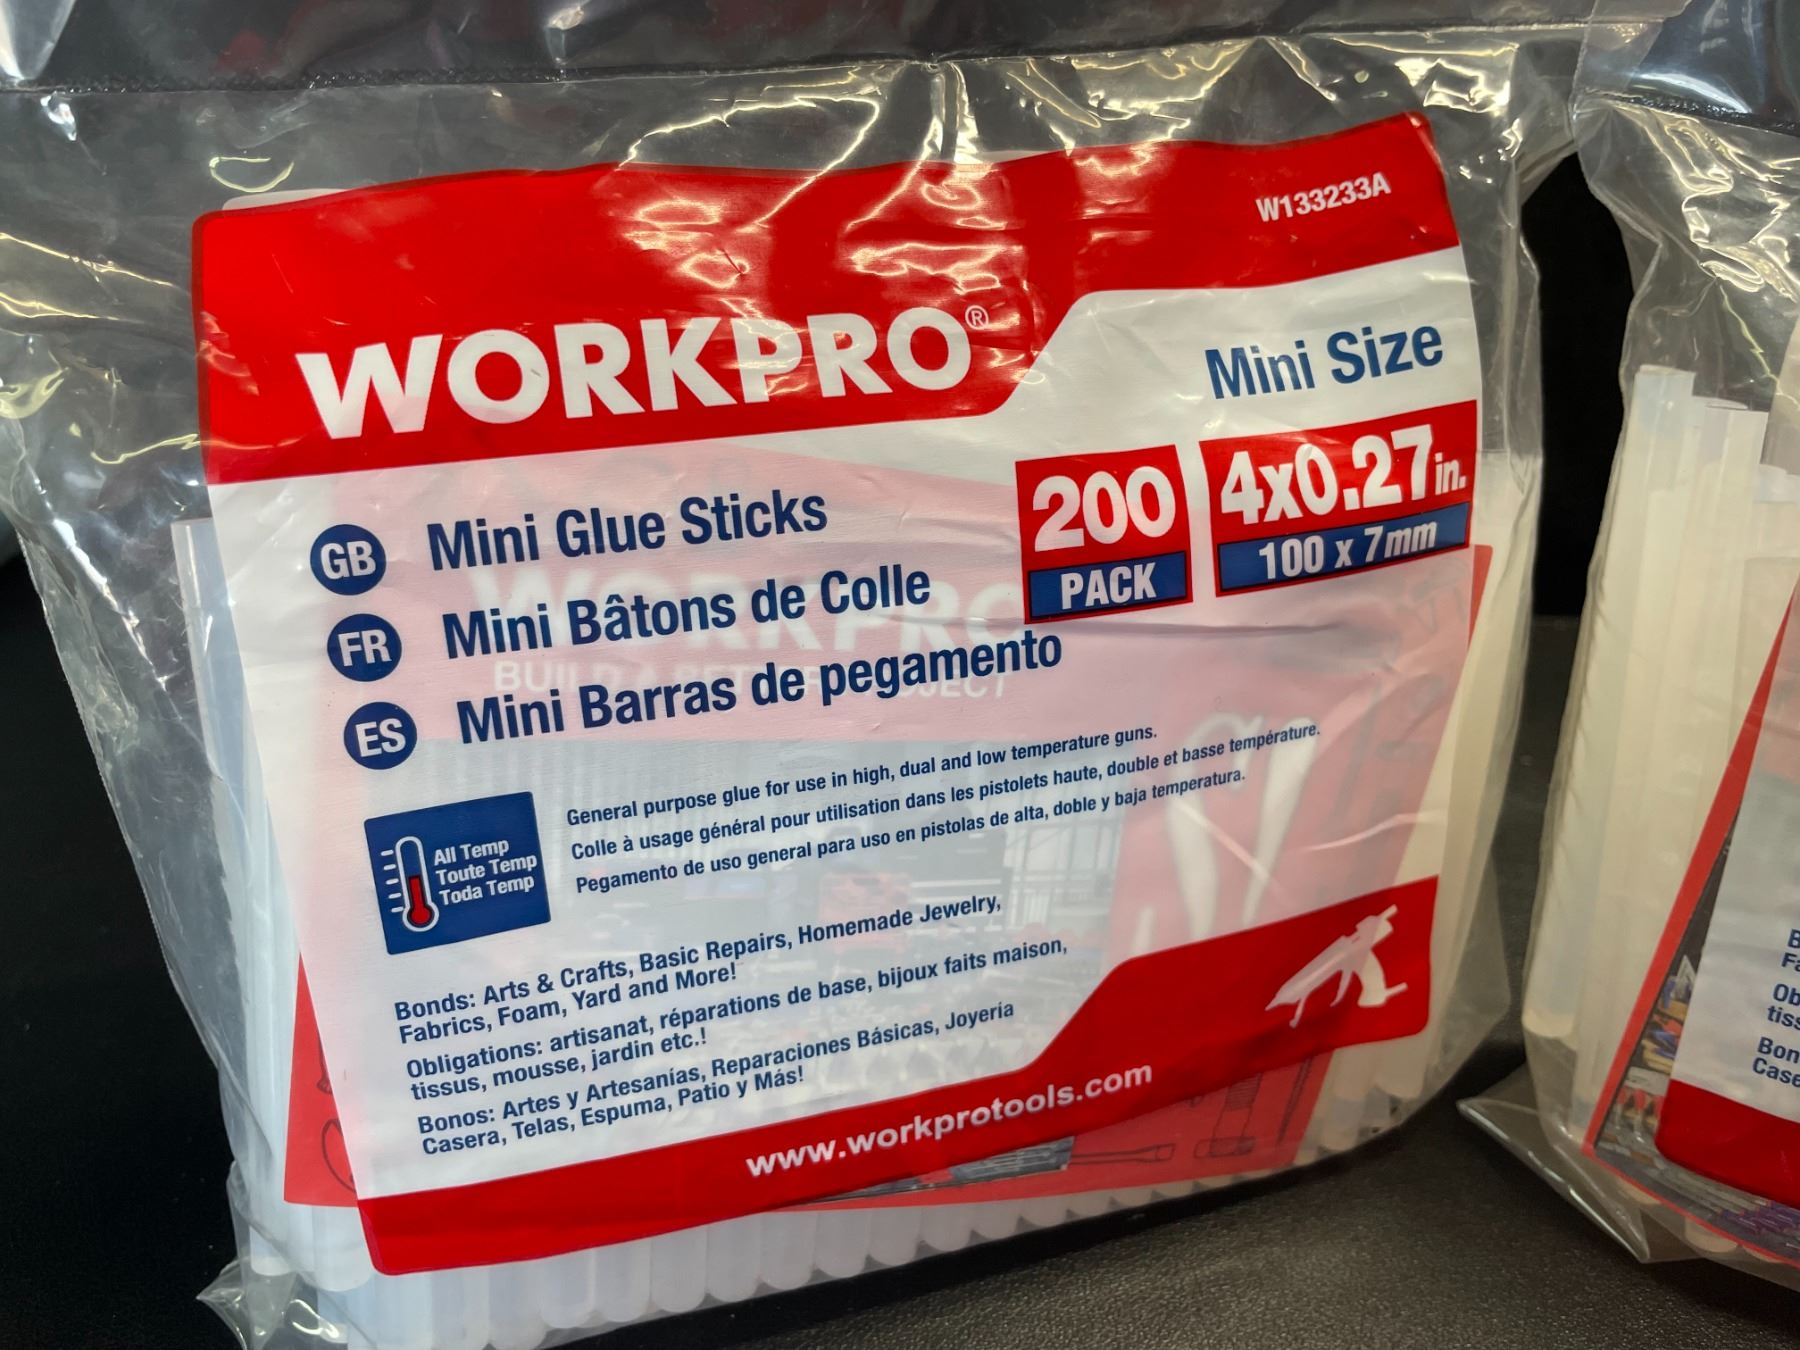 W133233A
WORKPRO®
Mini Size
200
PACK
4x0.27in.
100 x 7mm
GB Mini Glue Sticks
FR Mini Bâtons de Colle
ES Mini Barras de pegamento
General purpose glue for use in high, dual and low temperature guns.
Colle à usage général pour utilisation dans les pistolets haute, double et basse température.
Pegamento de uso general para uso en pistolas de alta, doble y baja temperatura.
All Temp
Toute Temp
Toda Temp
Bonds: Arts & Crafts, Basic Repairs, Homemade Jewelry,
Fabrics, Foam, Yard and More!
Obligations: artisanat, réparations de base, bijoux faits maison,
tissus, mousse, jardin etc.!
Bonos: Artes y Artesanías, Reparaciones Básicas, Joyería
Casera, Telas, Espuma, Patio y Más!
www.workprotools.com